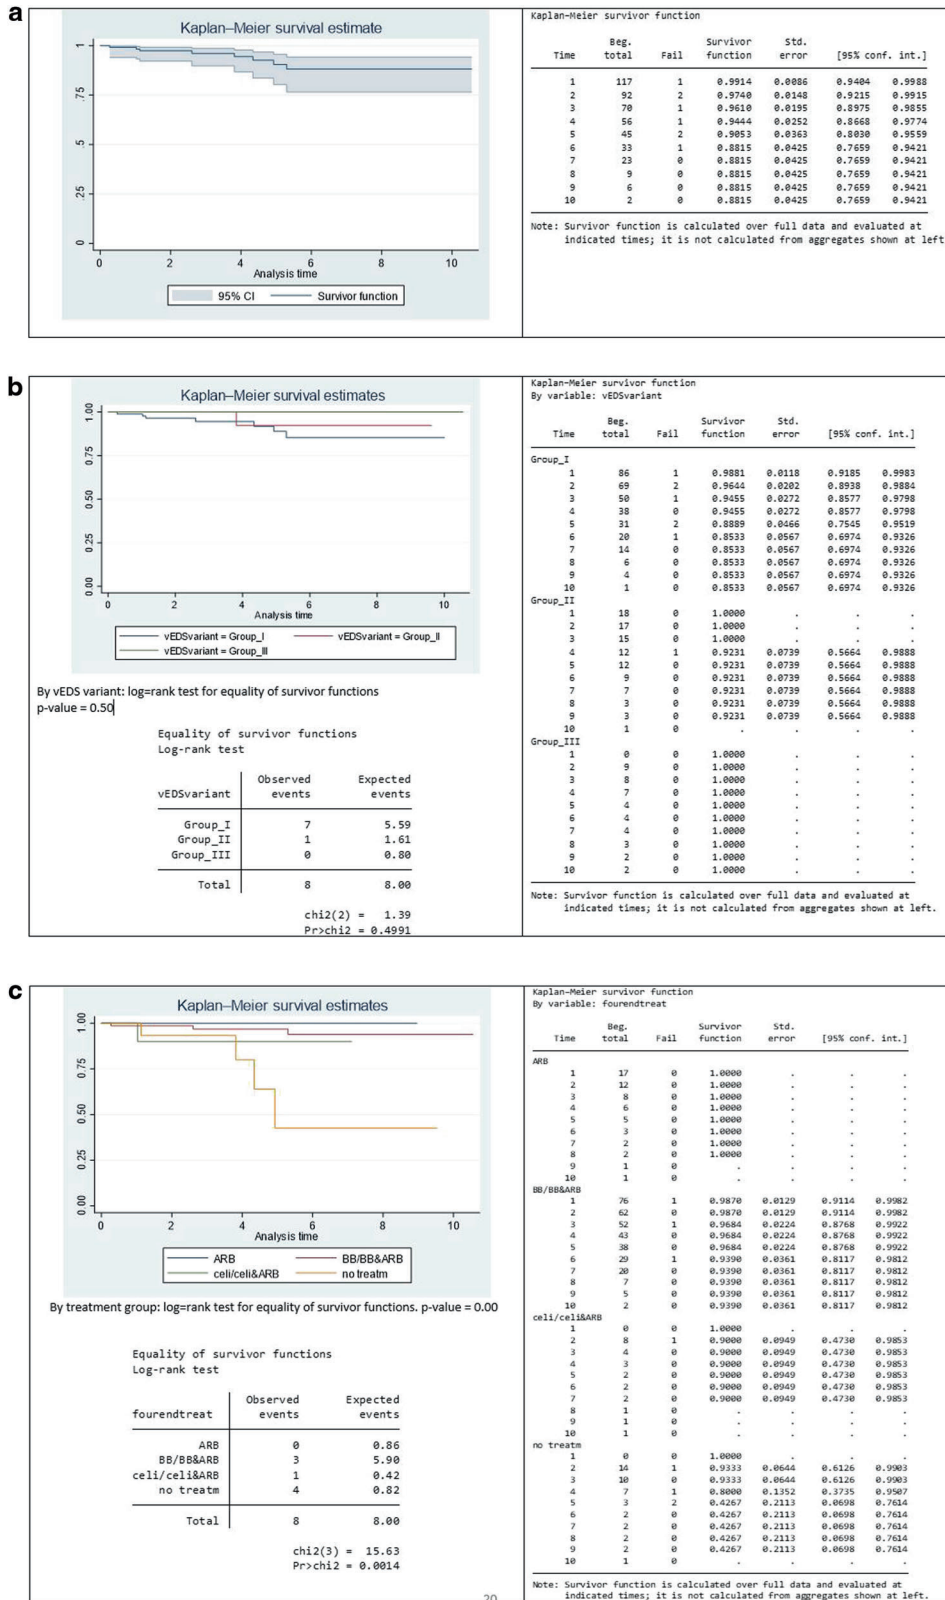 a
Kaplan–Meier survival estimate
1
.75
.5
.25
0
0 2 4 6 8 10
Analysis time
95% CI Survivor function
Kaplan–Meier survivor function
Beg. Survivor Std.
Time total Fail function error [95% conf. int.]
1 117 1 0.9914 0.0086 0.9404 0.9988
2 92 2 0.9740 0.0148 0.9215 0.9915
3 70 1 0.9610 0.0195 0.8975 0.9855
4 56 1 0.9444 0.0252 0.8668 0.9774
5 45 2 0.9053 0.0363 0.8030 0.9559
6 33 1 0.8815 0.0425 0.7659 0.9421
7 23 0 0.8815 0.0425 0.7659 0.9421
8 9 0 0.8815 0.0425 0.7659 0.9421
9 6 0 0.8815 0.0425 0.7659 0.9421
10 2 0 0.8815 0.0425 0.7659 0.9421
Note: Survivor function is calculated over full data and evaluated at
indicated times; it is not calculated from aggregates shown at left.
b
Kaplan–Meier survival estimates
1.00
0.75
0.50
0.25
0.00
0 2 4 6 8 10
Analysis time
vEDSvariant = Group_I vEDSvariant = Group_II
vEDSvariant = Group_III
By vEDS variant: log=rank test for equality of survivor functions
p-value = 0.50
Equality of survivor functions
Log-rank test
Observed Expected
vEDSvariant events events
Group_I 7 5.59
Group_II 1 1.61
Group_III 0 0.80
Total 8 8.00
chi2(2) = 1.39
Pr>chi2 = 0.4991
Kaplan–Meier survivor function
By variable: vEDSvariant
Beg. Survivor Std.
Time total Fail function error [95% conf. int.]
Group_I
1 86 1 0.9881 0.0118 0.9185 0.9983
2 69 2 0.9644 0.0202 0.8938 0.9884
3 50 1 0.9455 0.0272 0.8577 0.9798
4 38 0 0.9455 0.0272 0.8577 0.9798
5 31 2 0.8889 0.0466 0.7545 0.9519
6 20 1 0.8533 0.0567 0.6974 0.9326
7 14 0 0.8533 0.0567 0.6974 0.9326
8 6 0 0.8533 0.0567 0.6974 0.9326
9 4 0 0.8533 0.0567 0.6974 0.9326
10 1 0 0.8533 0.0567 0.6974 0.9326
Group_II
1 18 0 1.0000 . . .
2 17 0 1.0000 . . .
3 15 0 1.0000 . . .
4 12 1 0.9231 0.0739 0.5664 0.9888
5 12 0 0.9231 0.0739 0.5664 0.9888
6 9 0 0.9231 0.0739 0.5664 0.9888
7 7 0 0.9231 0.0739 0.5664 0.9888
8 3 0 0.9231 0.0739 0.5664 0.9888
9 3 0 0.9231 0.0739 0.5664 0.9888
10 1 0 . . . .
Group_III
1 0 0 1.0000 . . .
2 9 0 1.0000 . . .
3 8 0 1.0000 . . .
4 7 0 1.0000 . . .
5 4 0 1.0000 . . .
6 4 0 1.0000 . . .
7 4 0 1.0000 . . .
8 3 0 1.0000 . . .
9 2 0 1.0000 . . .
10 2 0 1.0000 . . .
Note: Survivor function is calculated over full data and evaluated at
indicated times; it is not calculated from aggregates shown at left.
c
Kaplan–Meier survival estimates
1.00
0.75
0.50
0.25
0.00
0 2 4 6 8 10
Analysis time
ARB BB/BB&ARB
celi/celi&ARB no treatm
By treatment group: log=rank test for equality of survivor functions. p-value = 0.00
Equality of survivor functions
Log-rank test
Observed Expected
fourendtreat events events
ARB 0 0.86
BB/BB&ARB 3 5.90
celi/celi&ARB 1 0.42
no treatm 4 0.82
Total 8 8.00
chi2(3) = 15.63
Pr>chi2 = 0.0014
20
Kaplan–Meier survivor function
By variable: fourendtreat
Beg. Survivor Std.
Time total Fail function error [95% conf. int.]
ARB
1 17 0 1.0000 . . .
2 12 0 1.0000 . . .
3 8 0 1.0000 . . .
4 6 0 1.0000 . . .
5 5 0 1.0000 . . .
6 3 0 1.0000 . . .
7 2 0 1.0000 . . .
8 2 0 1.0000 . . .
9 1 0 . . . .
10 1 0 . . . .
BB/BB&ARB
1 76 1 0.9870 0.0129 0.9114 0.9982
2 62 0 0.9870 0.0129 0.9114 0.9982
3 52 1 0.9684 0.0224 0.8768 0.9922
4 43 0 0.9684 0.0224 0.8768 0.9922
5 38 0 0.9684 0.0224 0.8768 0.9922
6 29 1 0.9390 0.0361 0.8117 0.9812
7 20 0 0.9390 0.0361 0.8117 0.9812
8 7 0 0.9390 0.0361 0.8117 0.9812
9 5 0 0.9390 0.0361 0.8117 0.9812
10 2 0 0.9390 0.0361 0.8117 0.9812
celi/celi&ARB
1 0 0 1.0000 . . .
2 8 1 0.9000 0.0949 0.4730 0.9853
3 4 0 0.9000 0.0949 0.4730 0.9853
4 3 0 0.9000 0.0949 0.4730 0.9853
5 2 0 0.9000 0.0949 0.4730 0.9853
6 2 0 0.9000 0.0949 0.4730 0.9853
7 2 0 0.9000 0.0949 0.4730 0.9853
8 1 0 . . . .
9 1 0 . . . .
10 1 0 . . . .
no treatm
1 0 0 1.0000 . . .
2 14 1 0.9333 0.0644 0.6126 0.9903
3 10 0 0.9333 0.0644 0.6126 0.9903
4 7 1 0.8000 0.1352 0.3735 0.9507
5 3 2 0.4267 0.2113 0.0698 0.7614
6 2 0 0.4267 0.2113 0.0698 0.7614
7 2 0 0.4267 0.2113 0.0698 0.7614
8 2 0 0.4267 0.2113 0.0698 0.7614
9 2 0 0.4267 0.2113 0.0698 0.7614
10 1 0 . . . .
Note: Survivor function is calculated over full data and evaluated at
indicated times; it is not calculated from aggregates shown at left.